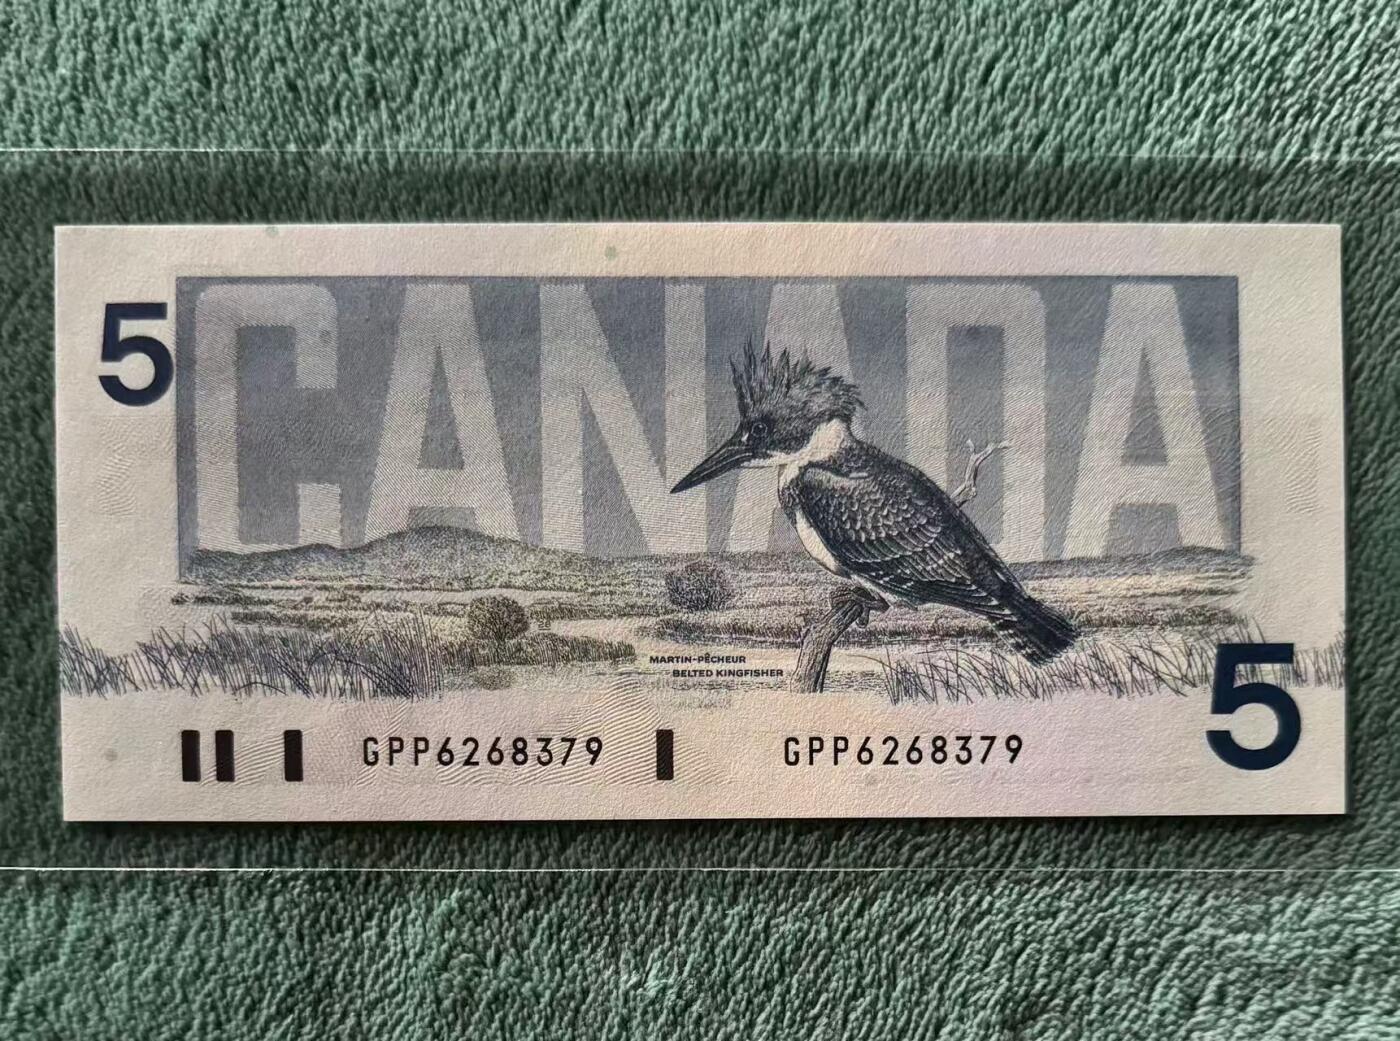 CANADA
5
MARTIN-PÊCHEUR
BELTED KINGFISHER
5
GPP6268379 GPP6268379